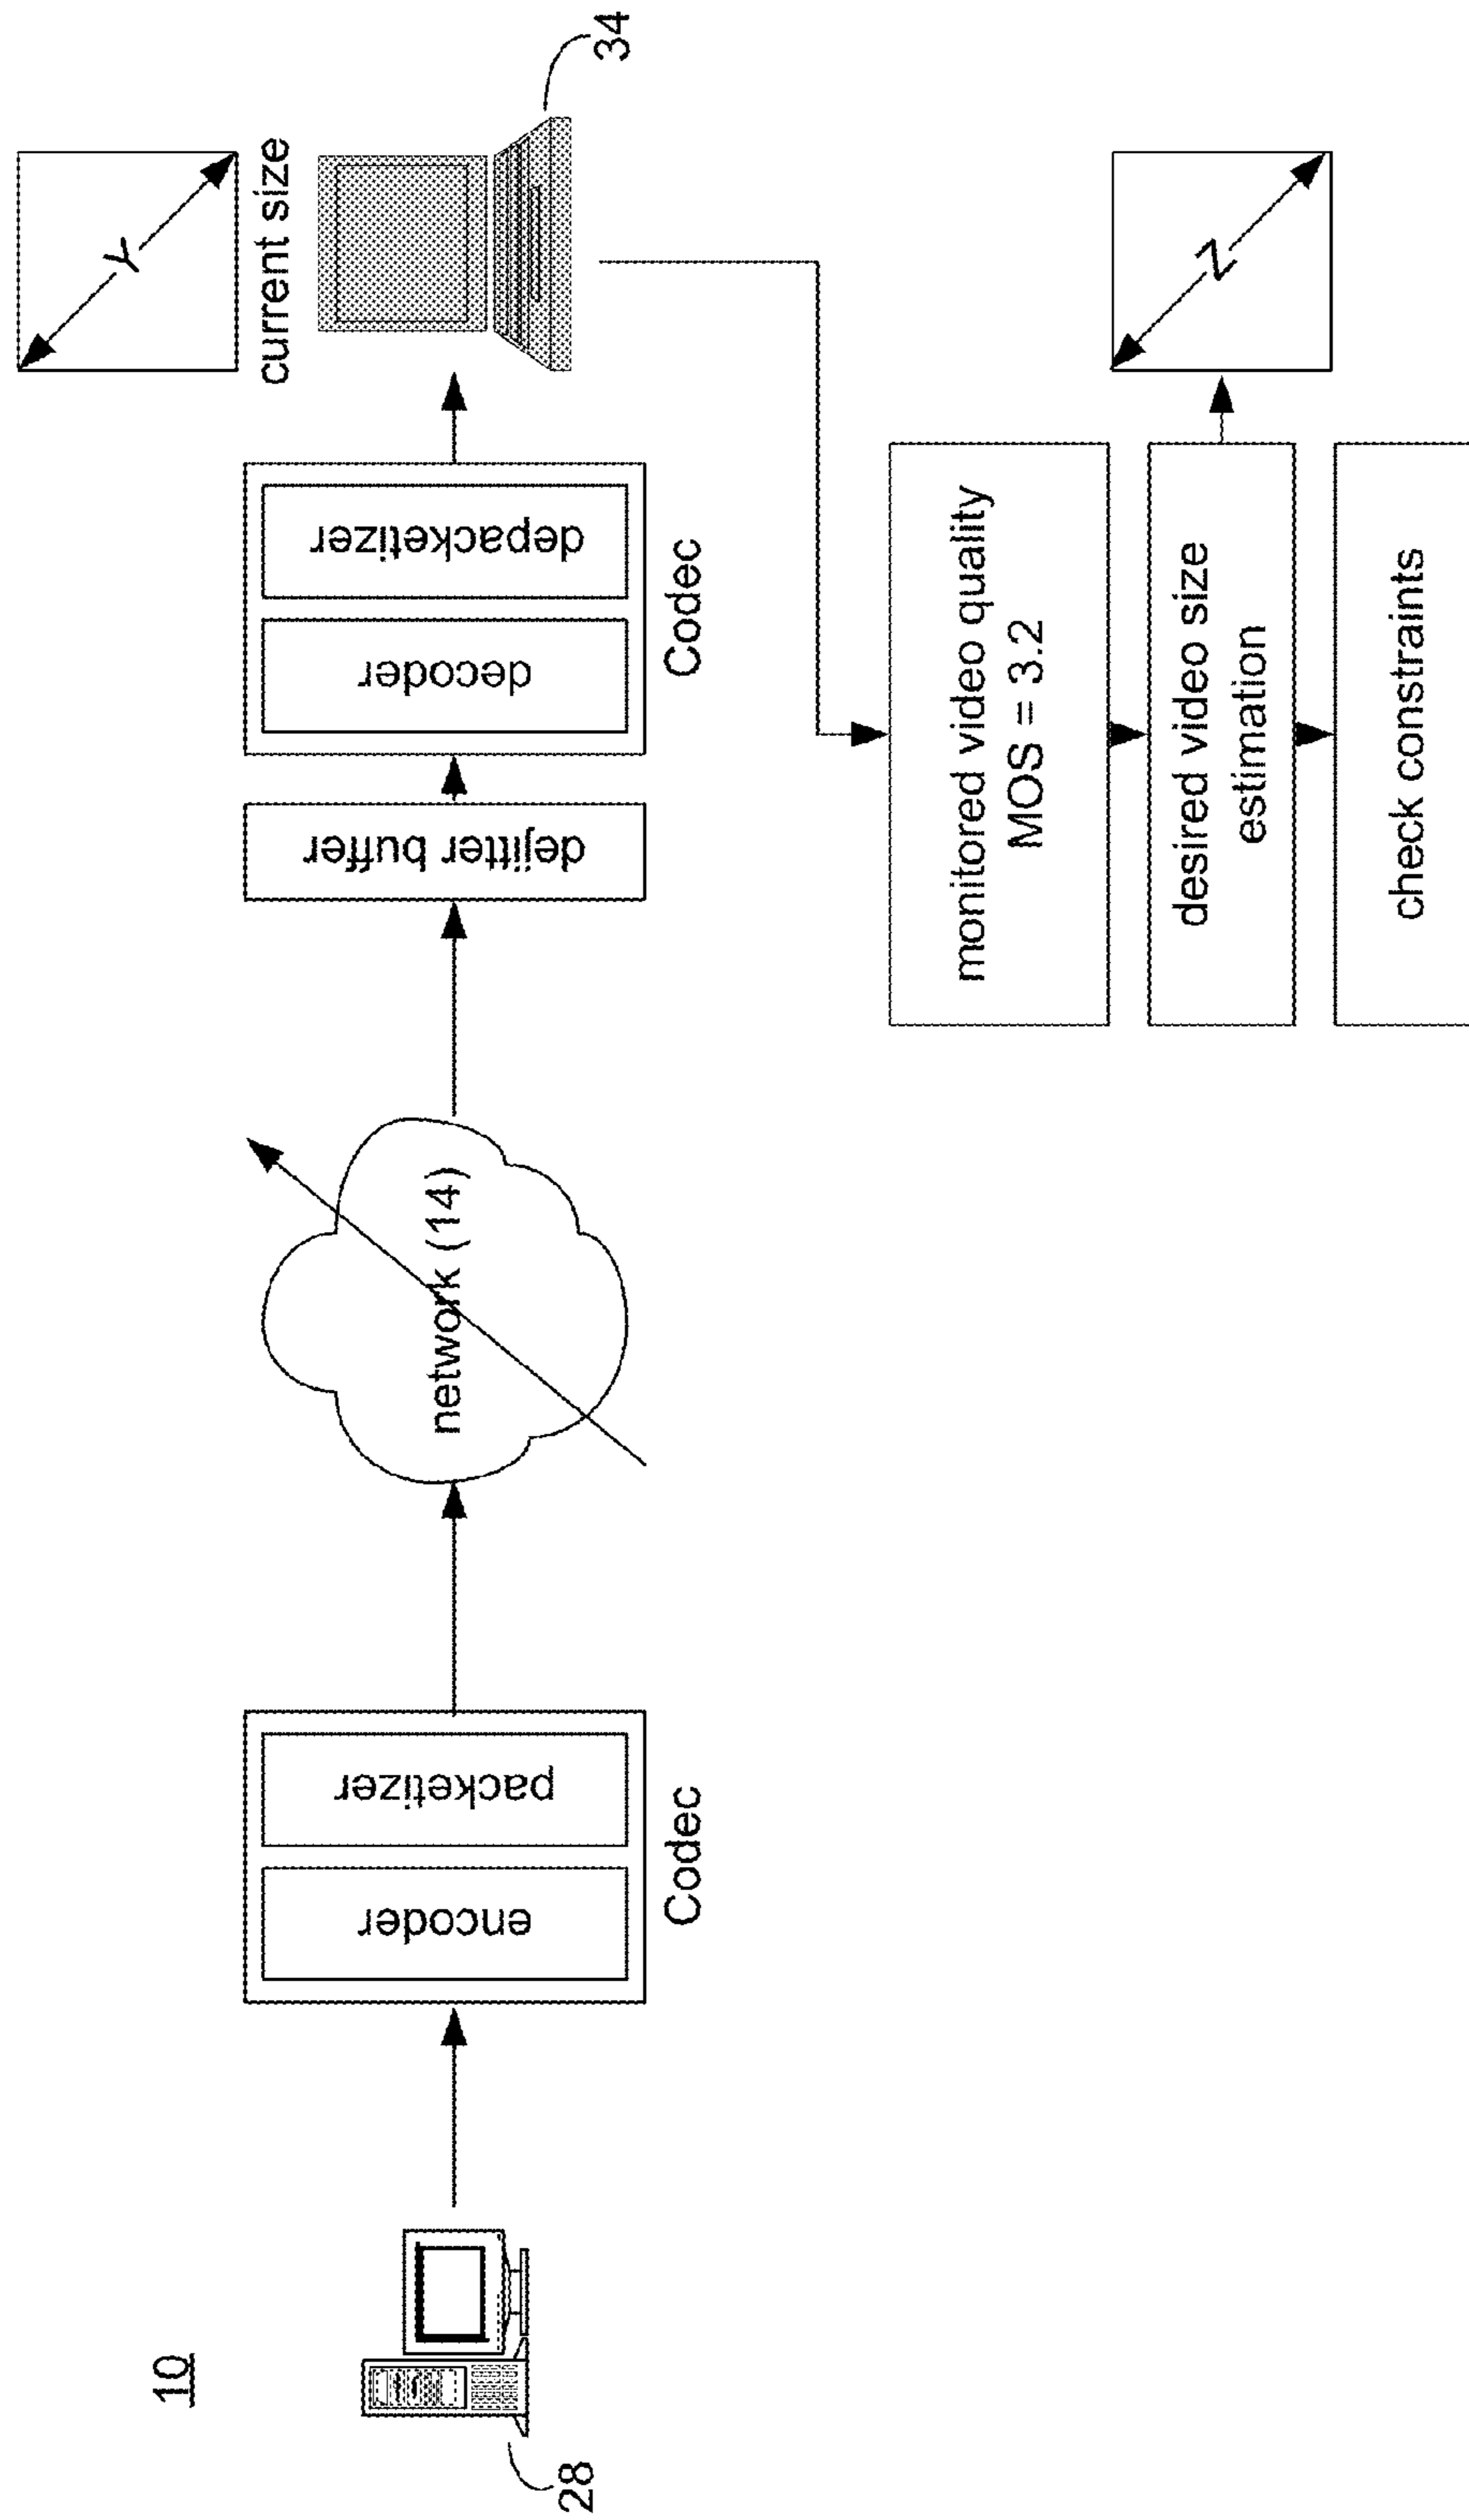 10
28
encoder
packetizer
Codec
network (14)
dejitter buffer
decoder
depacketizer
Codec
Y
current size
34
monitored video quality
MOS = 3.2
desired video size
estimation
Z
check constraints